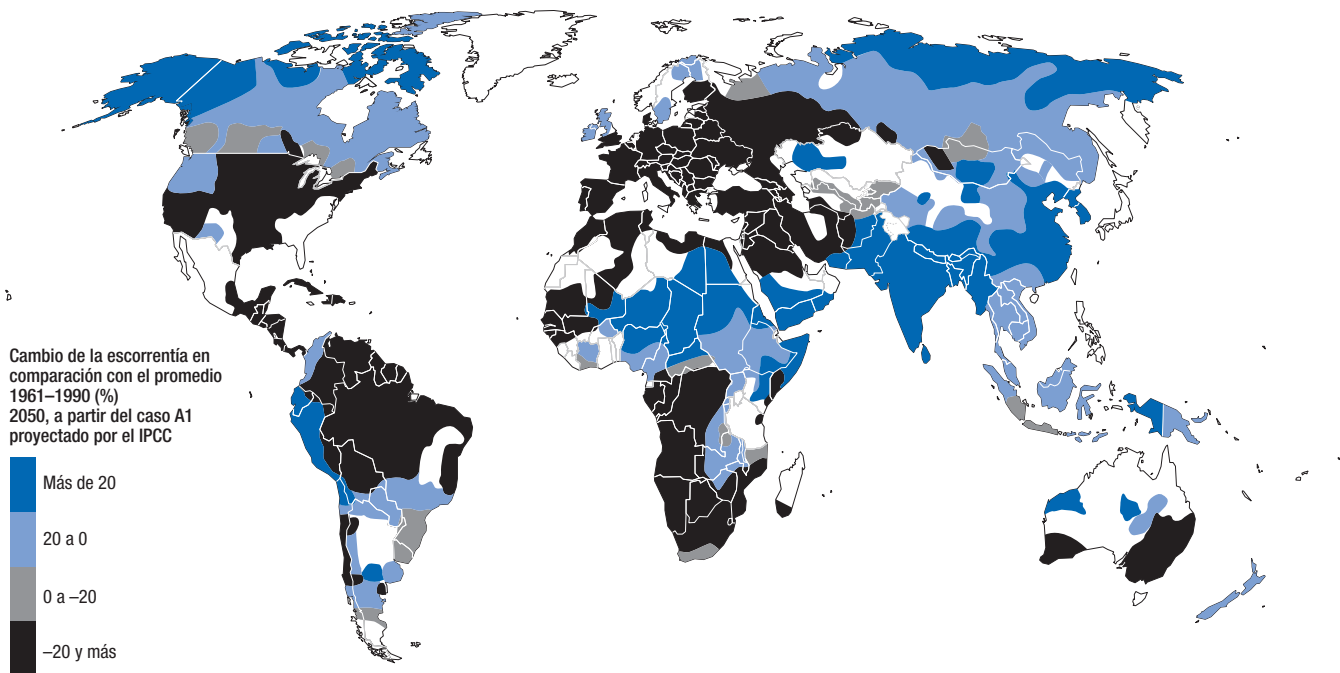 Cambio de la escorrentía en
comparación con el promedio
1961–1990 (%)
2050, a partir del caso A1
proyectado por el IPCC
Más de 20
20 a 0
0 a –20
–20 y más